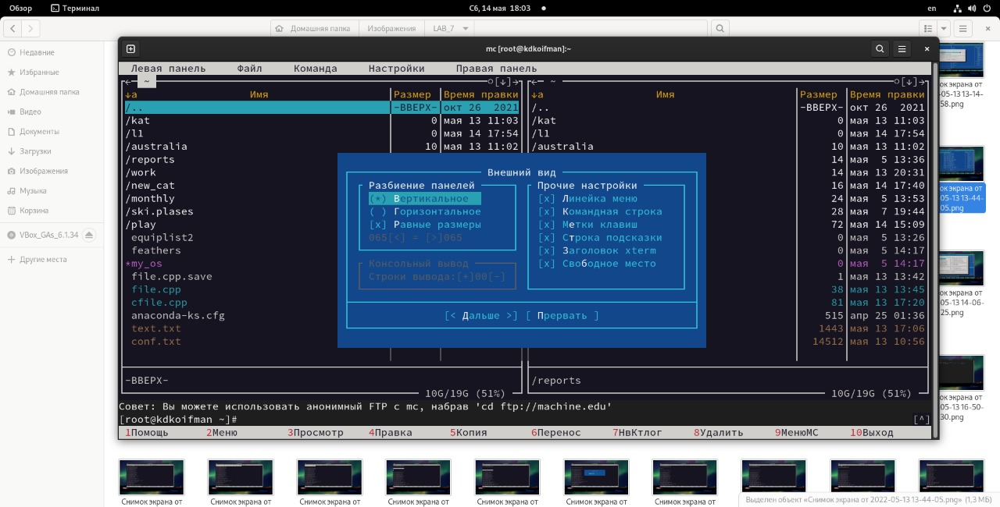 Обзор Терминал Сб, 14 мая 18:03 en
Домашняя папка Изображения LAB_7
Недавние
Избранные
Домашняя папка
Видео
Документы
Загрузки
Изображения
Музыка
Корзина
VBox_GAs_6.1.34
Другие места
mc [root@kdkoifman]:~
Левая панель Файл Команда Настройки Правая панель
~ [↓] ~ [↓]
↓а Имя Размер Время правки ↓а Имя Размер Время правки
/.. -ВВЕРХ- окт 26 2021 /.. -ВВЕРХ- окт 26 2021
/kat 0 мая 13 11:03 /kat 0 мая 13 11:03
/l1 0 мая 14 17:54 /l1 0 мая 14 17:54
/australia 10 мая 13 11:02 /australia 10 мая 13 11:02
/reports 14 мая 5 13:36
/work 14 мая 13 20:31
/new_cat 16 мая 14 17:40
/monthly 24 мая 5 13:53
/ski.plases 28 мая 7 19:44
/play 72 мая 14 15:09
equiplist2 0 мая 5 13:26
feathers 0 мая 5 14:17
*my_os 0 мая 5 14:17
file.cpp.save 1 мая 13 13:42
file.cpp 38 мая 13 13:45
cfile.cpp 81 мая 13 17:20
anaconda-ks.cfg 515 апр 25 01:36
text.txt 1443 мая 13 17:06
conf.txt 14512 мая 13 10:56
Внешний вид
Разбиение панелей
(*) Вертикальное
( ) Горизонтальное
[x] Равные размеры
065[<] = [>]065
Консольный вывод
Строки вывода:[+]00[-]
Прочие настройки
[x] Линейка меню
[x] Командная строка
[x] Метки клавиш
[x] Строка подсказки
[x] Заголовок xterm
[x] Свободное место
[< Дальше >] [ Прервать ]
-ВВЕРХ- /reports
10G/19G (51%) 10G/19G (51%)
Совет: Вы можете использовать анонимный FTP с mc, набрав 'cd ftp://machine.edu'
[root@kdkoifman ~]# [^]
1Помощь 2Меню 3Просмотр 4Правка 5Копия 6Перенос 7НвКтлог 8Удалить 9МенюМС 10Выход
ок экрана от
-05-13 13-14-
58.png
ок экрана от
-05-13 13-44-
05.png
ок экрана от
-05-13 14-06-
25.png
ок экрана от
-05-13 16-50-
30.png
Снимок экрана от Снимок экрана от Снимок экрана от Снимок экрана от Снимок экрана от Снимок экрана от Снимок экрана от
Выделен объект «Снимок экрана от 2022-05-13 13-44-05.png» (1,3 МБ)